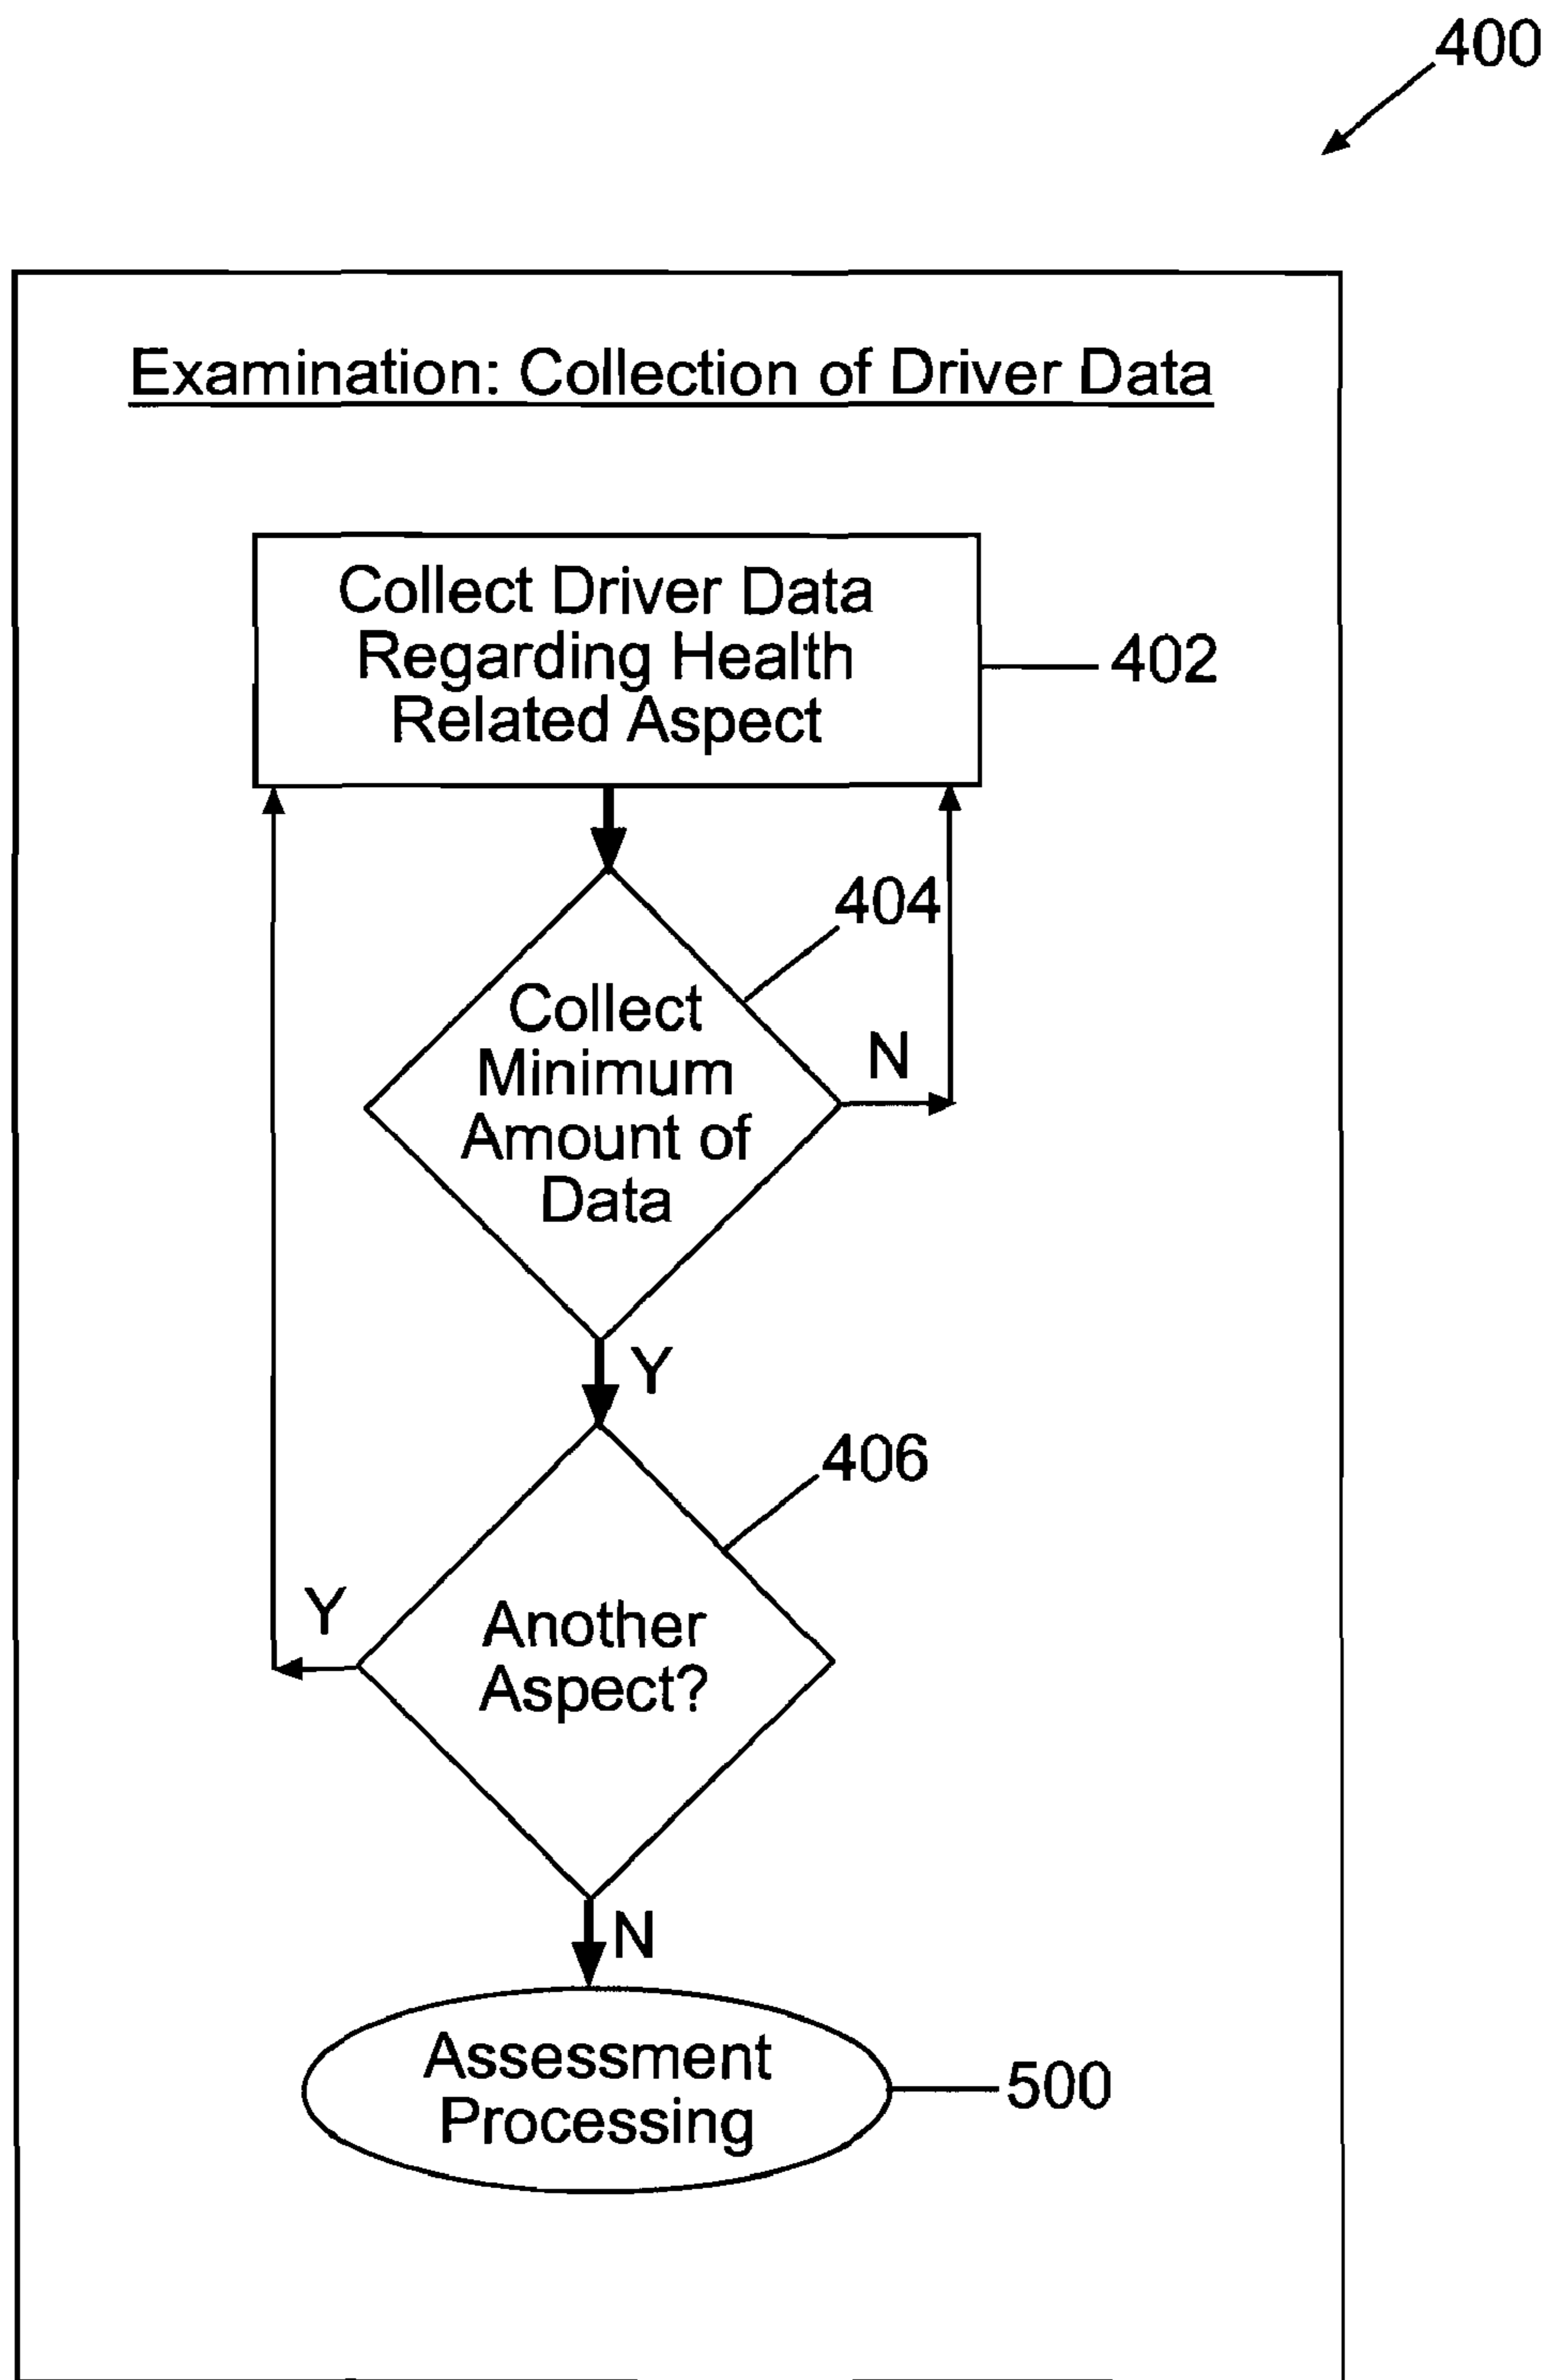 400
Examination: Collection of Driver Data
Collect Driver Data
Regarding Health
Related Aspect
402
404
Collect
Minimum
Amount of
Data
N
Y
406
Another
Aspect?
Y
N
Assessment
Processing
500